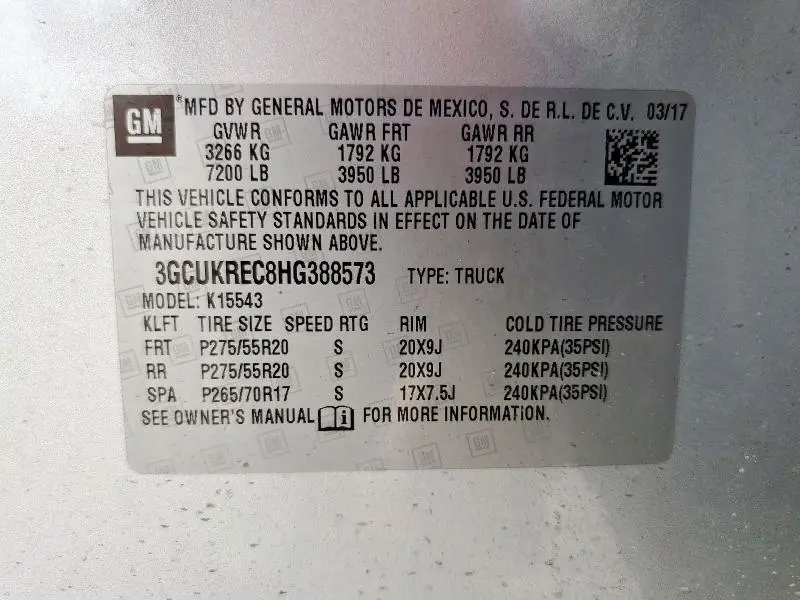 GM
®MFD BY GENERAL MOTORS DE MEXICO, S. DE R.L. DE C.V. 03/17
GVWR GAWR FRT GAWR RR
3266 KG 1792 KG 1792 KG
7200 LB 3950 LB 3950 LB
THIS VEHICLE CONFORMS TO ALL APPLICABLE U.S. FEDERAL MOTOR
VEHICLE SAFETY STANDARDS IN EFFECT ON THE DATE OF
MANUFACTURE SHOWN ABOVE.
3GCUKREC8HG388573 TYPE: TRUCK
MODEL: K15543
KLFT TIRE SIZE SPEED RTG RIM COLD TIRE PRESSURE
FRT P275/55R20 S 20X9J 240KPA(35PSI)
RR P275/55R20 S 20X9J 240KPA(35PSI)
SPA P265/70R17 S 17X7.5J 240KPA(35PSI)
SEE OWNER'S MANUAL i FOR MORE INFORMATION.